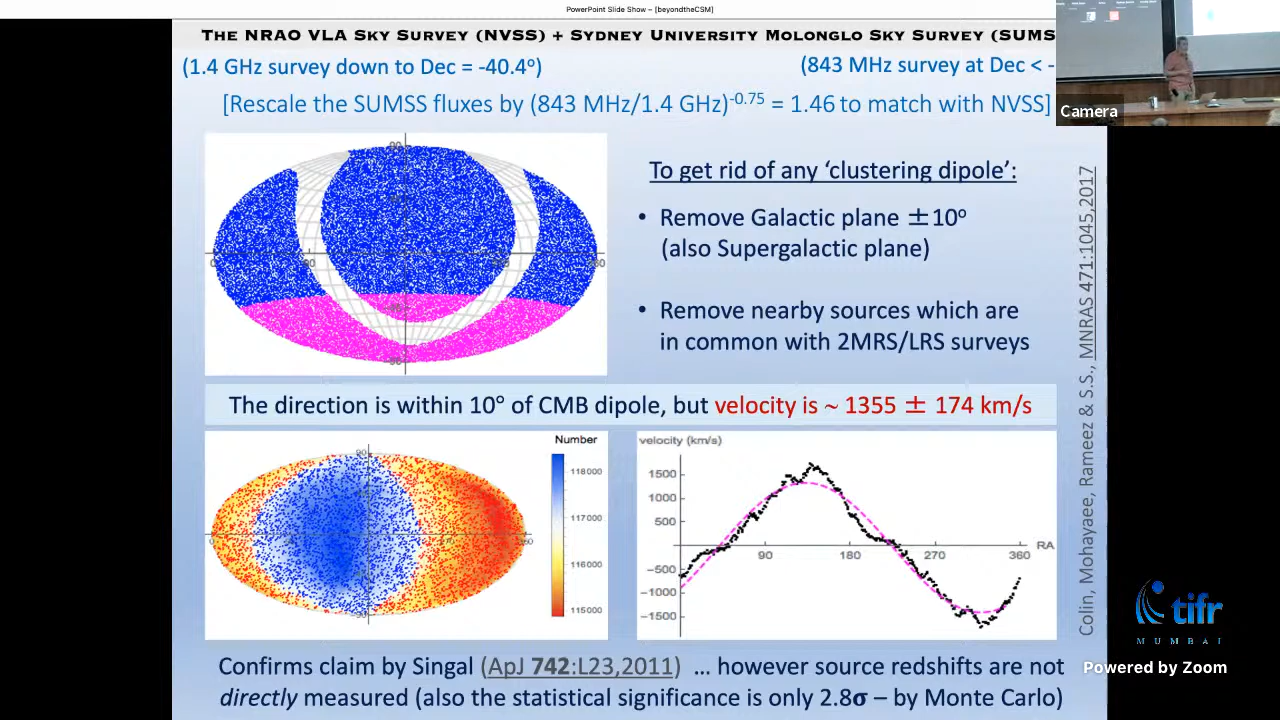 PowerPoint Slide Show – [beyondtheCSM]
THE NRAO VLA SKY SURVEY (NVSS) + SYDNEY UNIVERSITY MOLONGLO SKY SURVEY (SUMS
(1.4 GHz survey down to Dec = -40.4°)
(843 MHz survey at Dec < -
[Rescale the SUMSS fluxes by (843 MHz/1.4 GHz)^-0.75 = 1.46 to match with NVSS]
Camera
To get rid of any ‘clustering dipole’:
• Remove Galactic plane ±10°
(also Supergalactic plane)
• Remove nearby sources which are
in common with 2MRS/LRS surveys
Colin, Mohayaee, Rameez & S.S., MNRAS 471:1045,2017
The direction is within 10° of CMB dipole, but velocity is ~ 1355 ± 174 km/s
Number
118000
117000
116000
115000
velocity (km/s)
1500
1000
500
-500
-1000
-1500
90
180
270
360
RA
tifr
MUMBAI
Powered by Zoom
Confirms claim by Singal (ApJ 742:L23,2011) … however source redshifts are not
directly measured (also the statistical significance is only 2.8σ – by Monte Carlo)